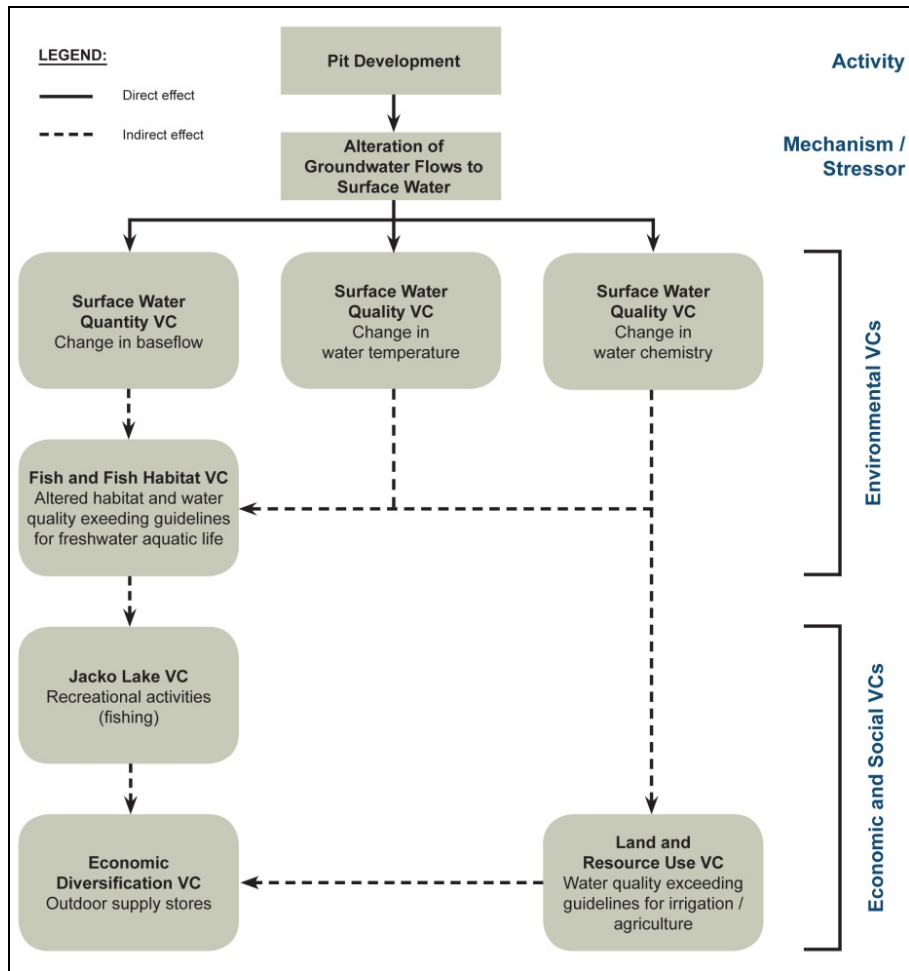 LEGEND:
Direct effect
Indirect effect
Pit Development
Activity
Alteration of
Groundwater Flows to
Surface Water
Mechanism /
Stressor
Surface Water
Quantity VC
Change in baseflow
Surface Water
Quality VC
Change in
water temperature
Surface Water
Quality VC
Change in
water chemistry
Environmental VCs
Fish and Fish Habitat VC
Altered habitat and water
quality exeeding guidelines
for freshwater aquatic life
Jacko Lake VC
Recreational activities
(fishing)
Economic and Social VCs
Economic
Diversification VC
Outdoor supply stores
Land and
Resource Use VC
Water quality exceeding
guidelines for irrigation /
agriculture